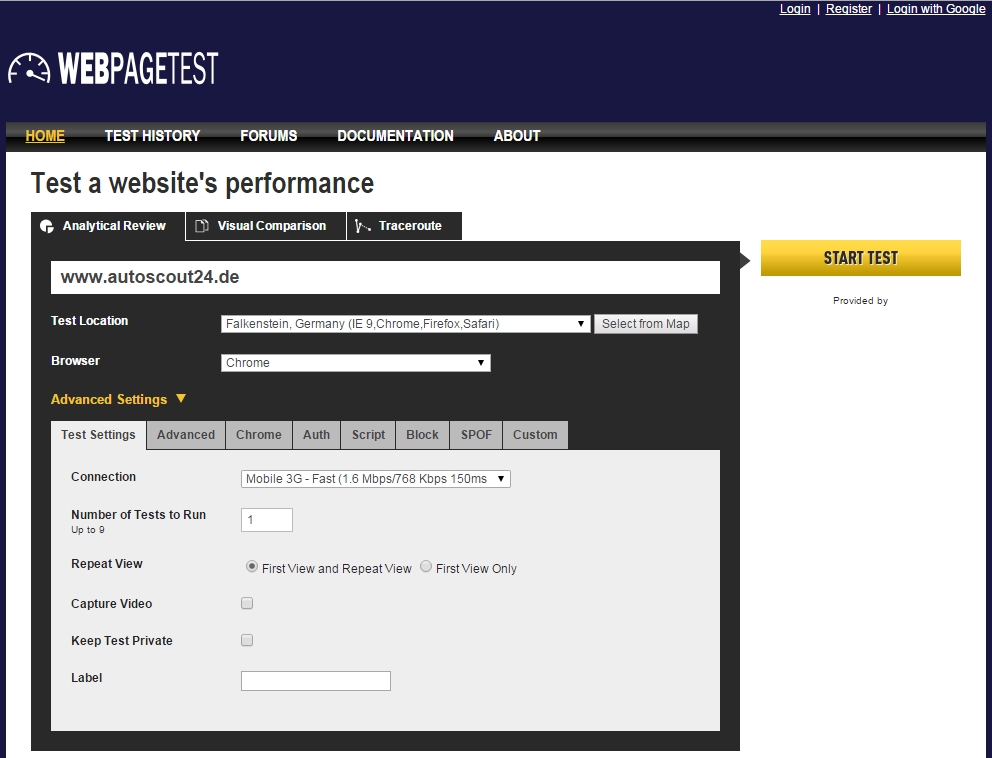 Login | Register | Login with Google
WEBPAGETEST
HOME TEST HISTORY FORUMS DOCUMENTATION ABOUT
Test a website's performance
Analytical Review Visual Comparison Traceroute
www.autoscout24.de
START TEST
Provided by
Test Location Falkenstein, Germany (IE 9,Chrome,Firefox,Safari) Select from Map
Browser Chrome
Advanced Settings
Test Settings Advanced Chrome Auth Script Block SPOF Custom
Connection Mobile 3G - Fast (1.6 Mbps/768 Kbps 150ms
Number of Tests to Run 1
Up to 9
Repeat View First View and Repeat View First View Only
Capture Video
Keep Test Private
Label